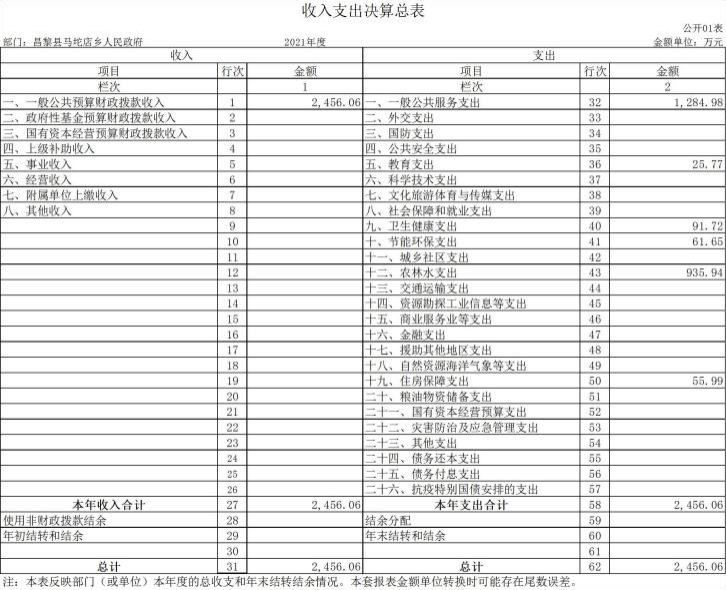 收入支出决算总表
公开01表
部门：昌黎县马坨店乡人民政府 2021年度 金额单位：万元
收入 支出
项目 行次 金额 项目 行次 金额
栏次 1 栏次 2
一、一般公共预算财政拨款收入 1 2,456.06 一、一般公共服务支出 32 1,284.98
二、政府性基金预算财政拨款收入 2 二、外交支出 33
三、国有资本经营预算财政拨款收入 3 三、国防支出 34
四、上级补助收入 4 四、公共安全支出 35
五、事业收入 5 五、教育支出 36 25.77
六、经营收入 6 六、科学技术支出 37
七、附属单位上缴收入 7 七、文化旅游体育与传媒支出 38
八、其他收入 8 八、社会保障和就业支出 39
9 九、卫生健康支出 40 91.72
10 十、节能环保支出 41 61.65
11 十一、城乡社区支出 42
12 十二、农林水支出 43 935.94
13 十三、交通运输支出 44
14 十四、资源勘探工业信息等支出 45
15 十五、商业服务业等支出 46
16 十六、金融支出 47
17 十七、援助其他地区支出 48
18 十八、自然资源海洋气象等支出 49
19 十九、住房保障支出 50 55.99
20 二十、粮油物资储备支出 51
21 二十一、国有资本经营预算支出 52
22 二十二、灾害防治及应急管理支出 53
23 二十三、其他支出 54
24 二十四、债务还本支出 55
25 二十五、债务付息支出 56
26 二十六、抗疫特别国债安排的支出 57
本年收入合计 27 2,456.06 本年支出合计 58 2,456.06
使用非财政拨款结余 28 结余分配 59
年初结转和结余 29 年末结转和结余 60
30 61
总计 31 2,456.06 总计 62 2,456.06
注：本表反映部门（或单位）本年度的总收支和年末结转结余情况。本套报表金额单位转换时可能存在尾数误差。